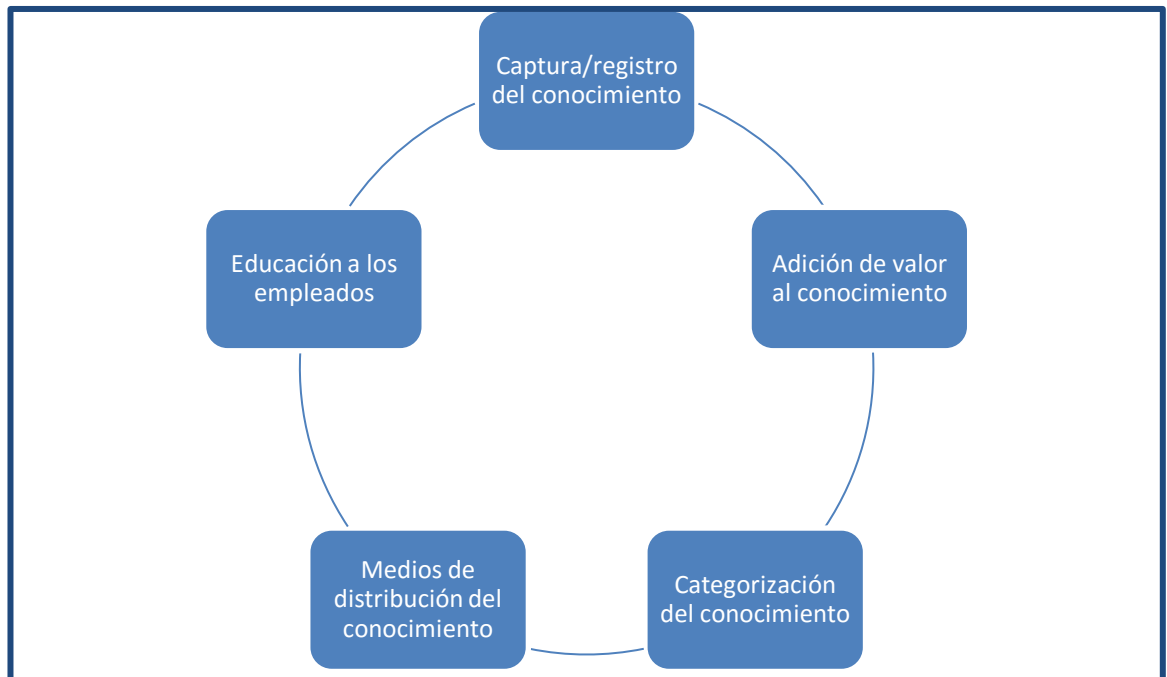 Captura/registro
del conocimiento
Adición de valor
al conocimiento
Categorización
del conocimiento
Medios de
distribución del
conocimiento
Educación a los
empleados